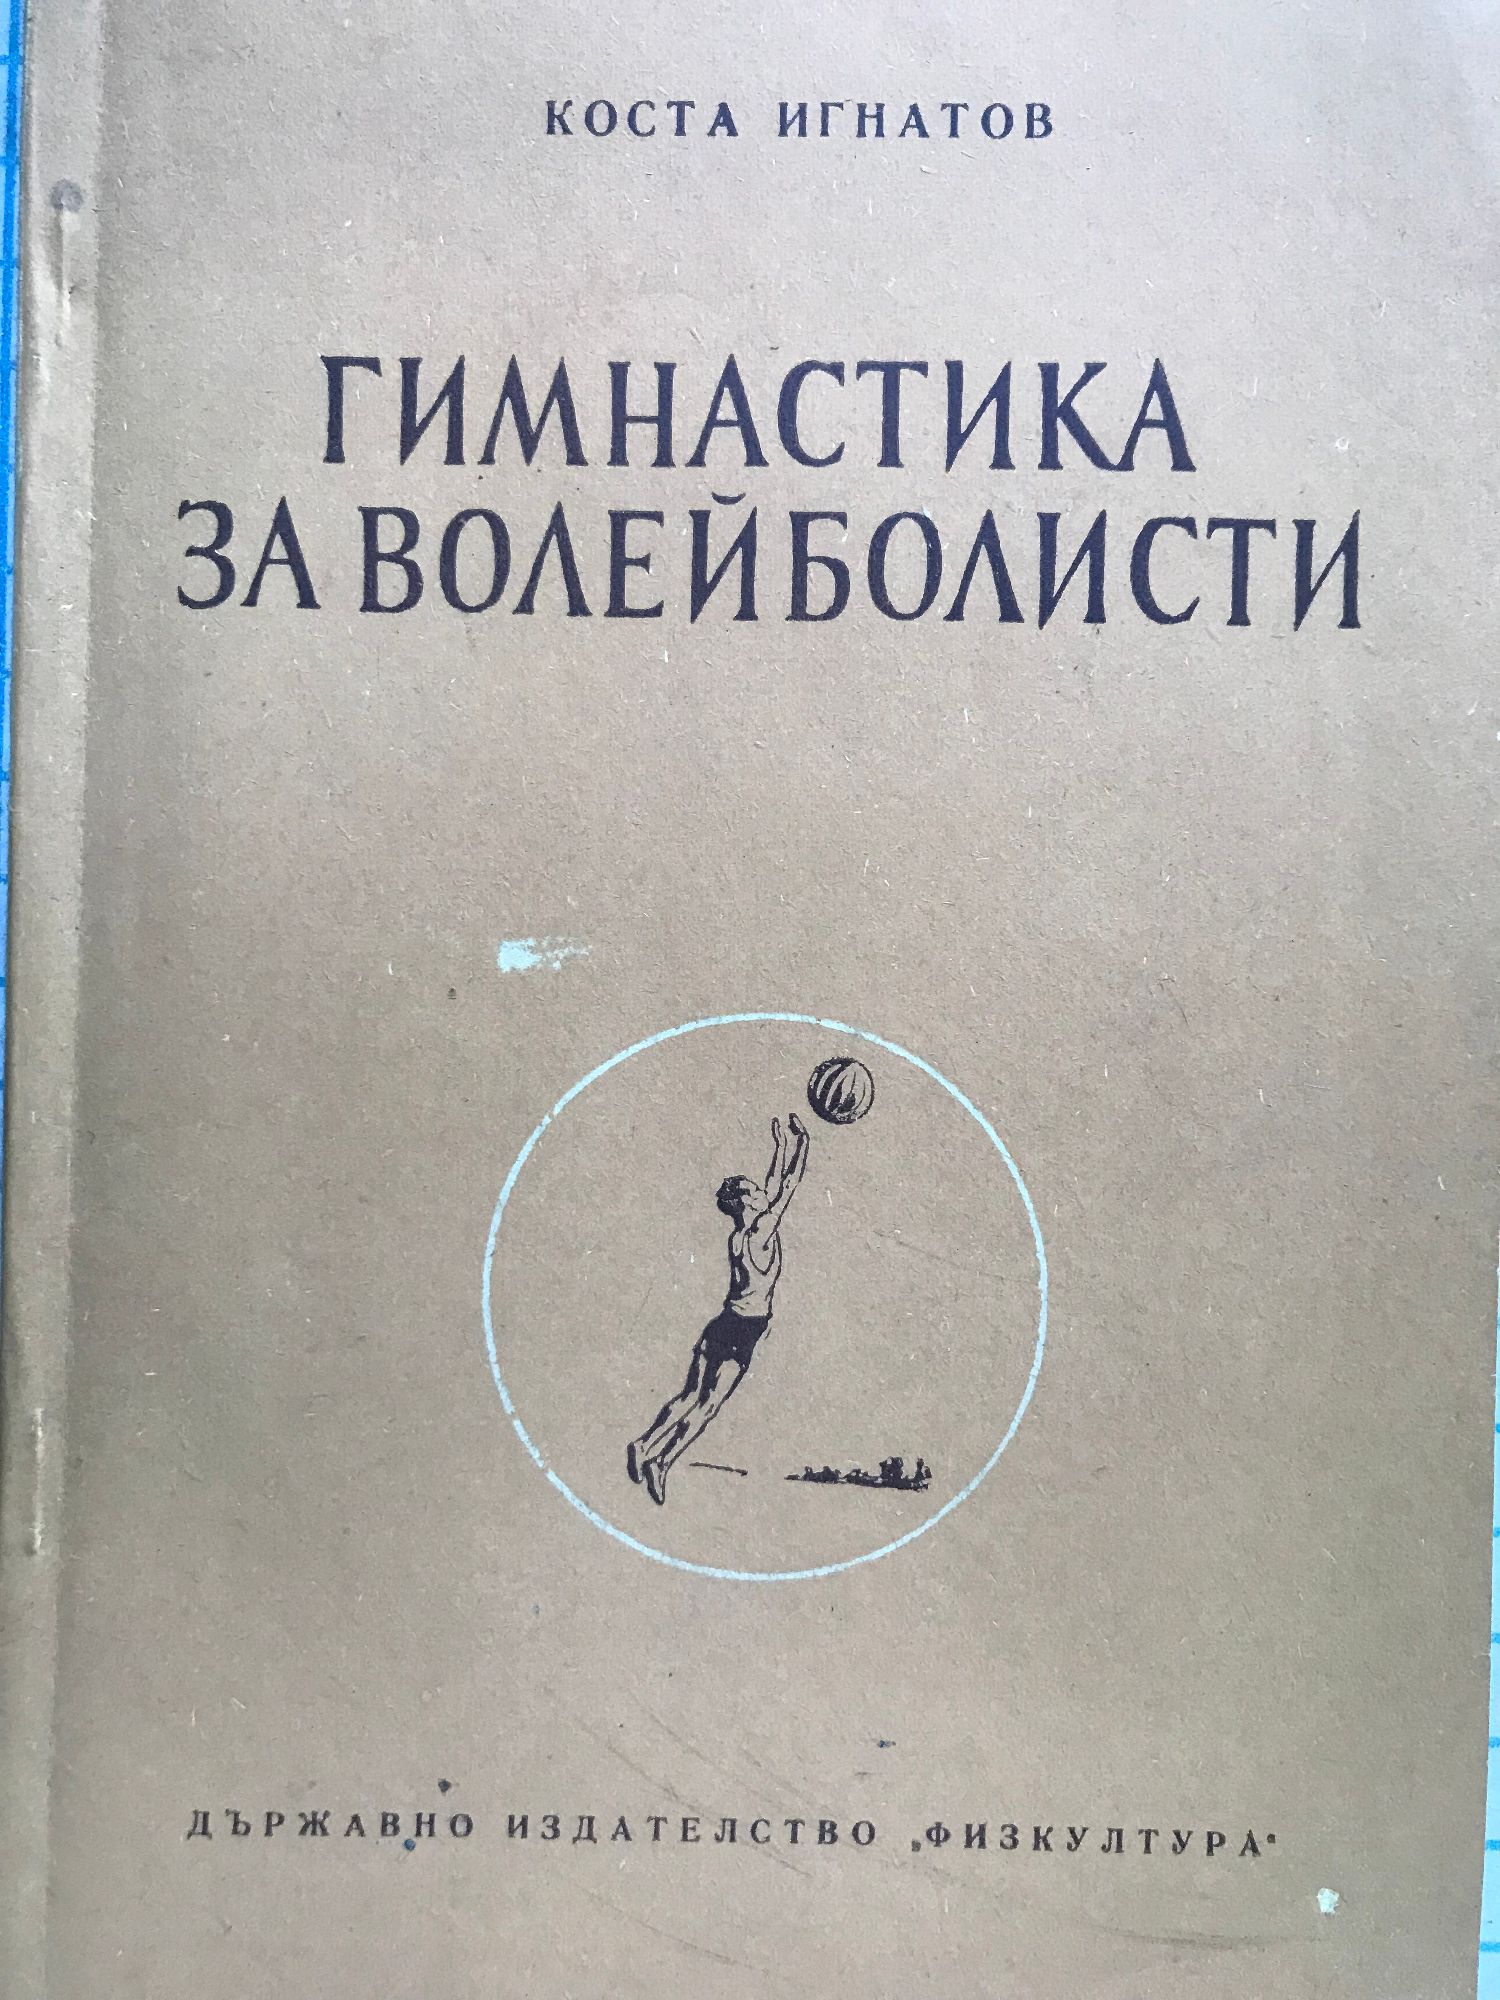 КОСТА ИГНАТОВ
ГИМНАСТИКА
ЗА ВОЛЕЙБОЛИСТИ
ДЪРЖАВНО ИЗДАТЕЛСТВО „ФИЗКУЛТУРА“